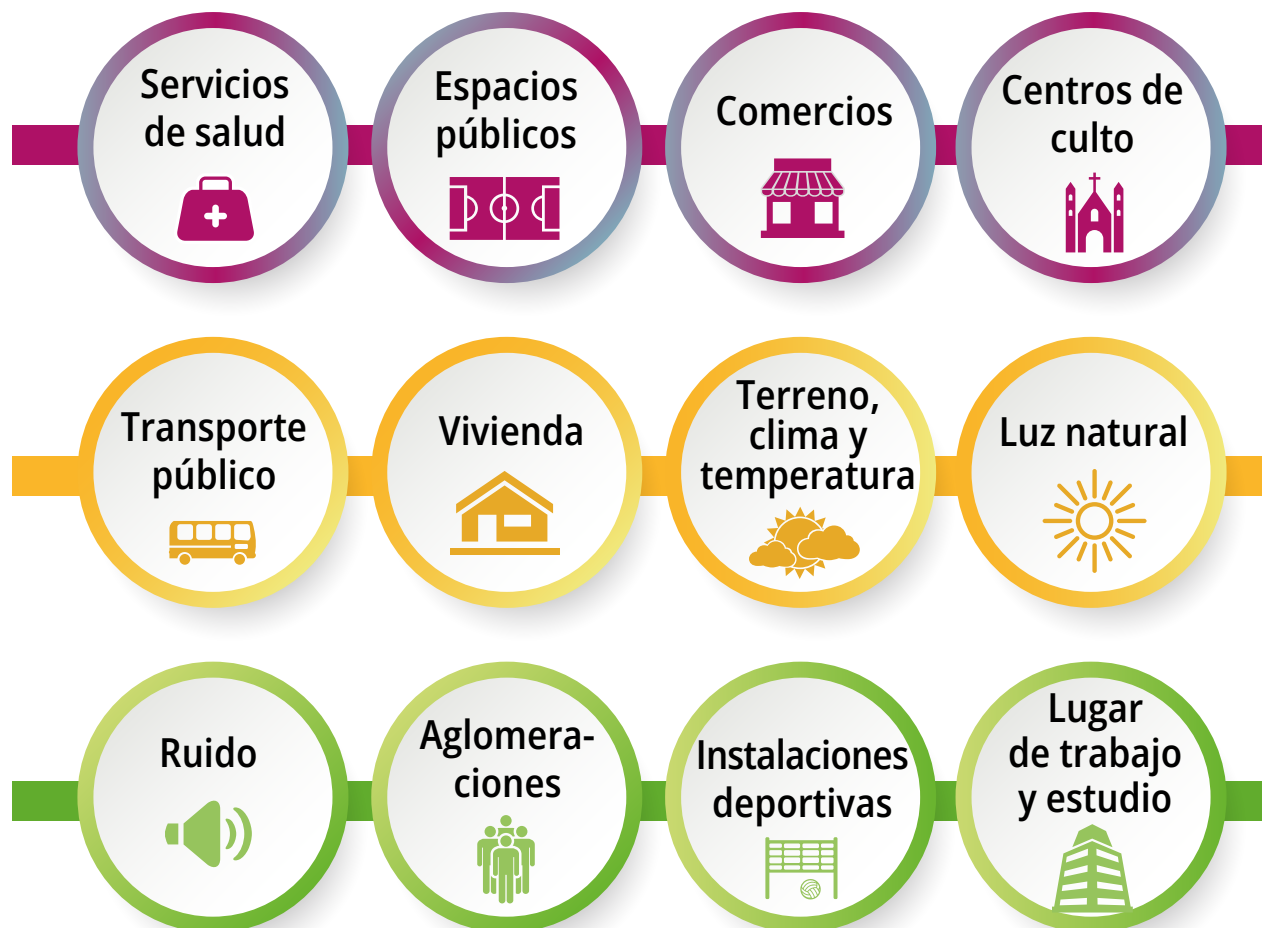 Servicios
de salud
Espacios
públicos
Comercios
Centros de
culto
Transporte
público
Vivienda
Terreno,
clima y
temperatura
Luz natural
Ruido
Aglomera-
ciones
Instalaciones
deportivas
Lugar
de trabajo
y estudio